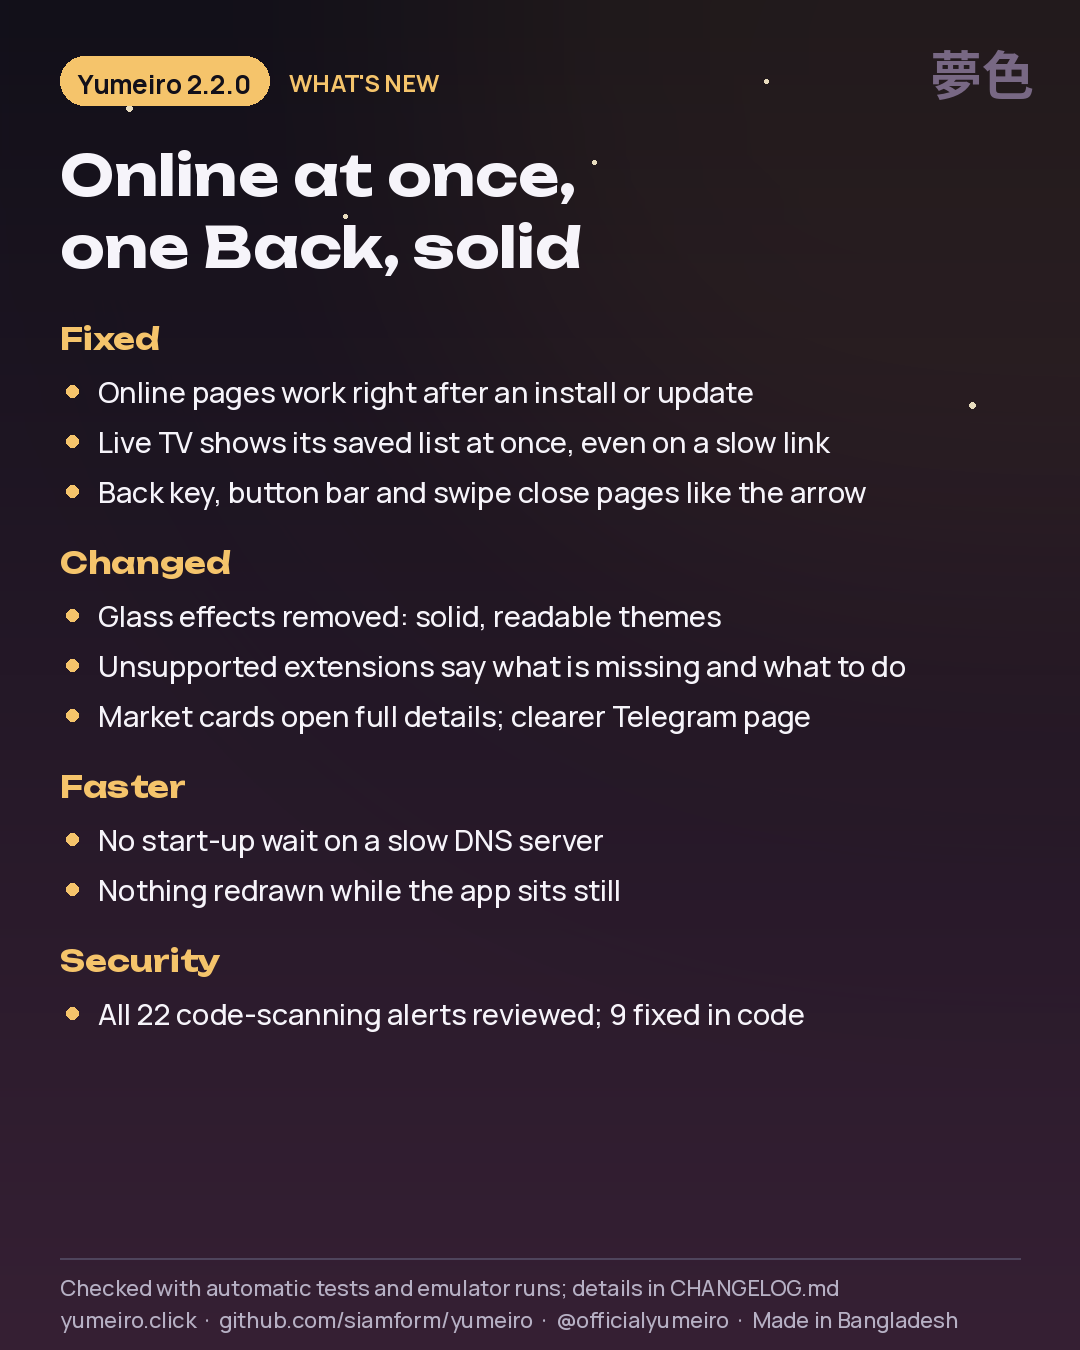 Yumeiro 2.2.0 WHAT'S NEW 夢色
Online at once,
one Back, solid
Fixed
Online pages work right after an install or update
Live TV shows its saved list at once, even on a slow link
Back key, button bar and swipe close pages like the arrow
Changed
Glass effects removed: solid, readable themes
Unsupported extensions say what is missing and what to do
Market cards open full details; clearer Telegram page
Faster
No start-up wait on a slow DNS server
Nothing redrawn while the app sits still
Security
All 22 code-scanning alerts reviewed; 9 fixed in code
Checked with automatic tests and emulator runs; details in CHANGELOG.md
yumeiro.click · github.com/siamform/yumeiro · @officialyumeiro · Made in Bangladesh